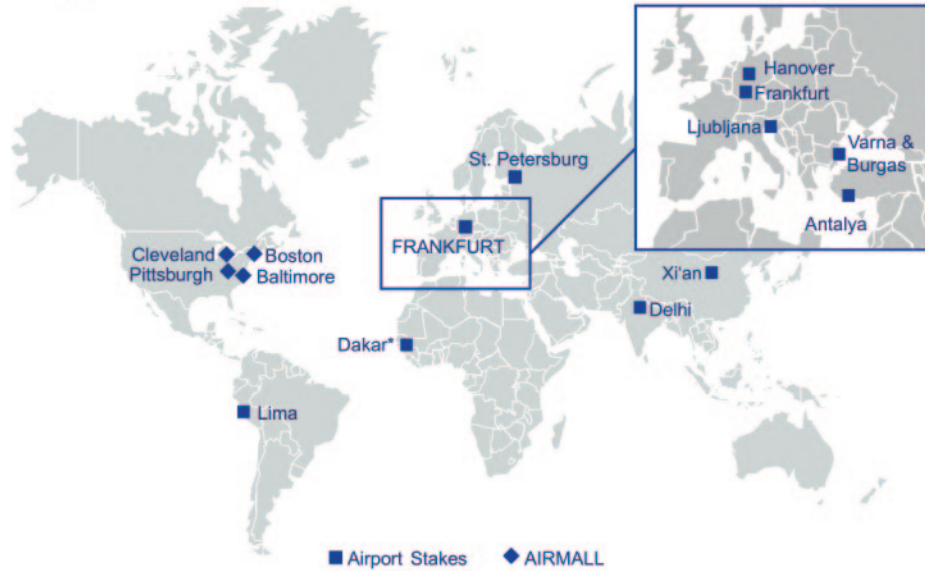 Hanover
Frankfurt
Ljubljana
Varna &
Burgas
Antalya
St. Petersburg
FRANKFURT
Cleveland
Boston
Pittsburgh
Baltimore
Xi'an
Delhi
Dakar*
Lima
Airport Stakes
AIRMALL